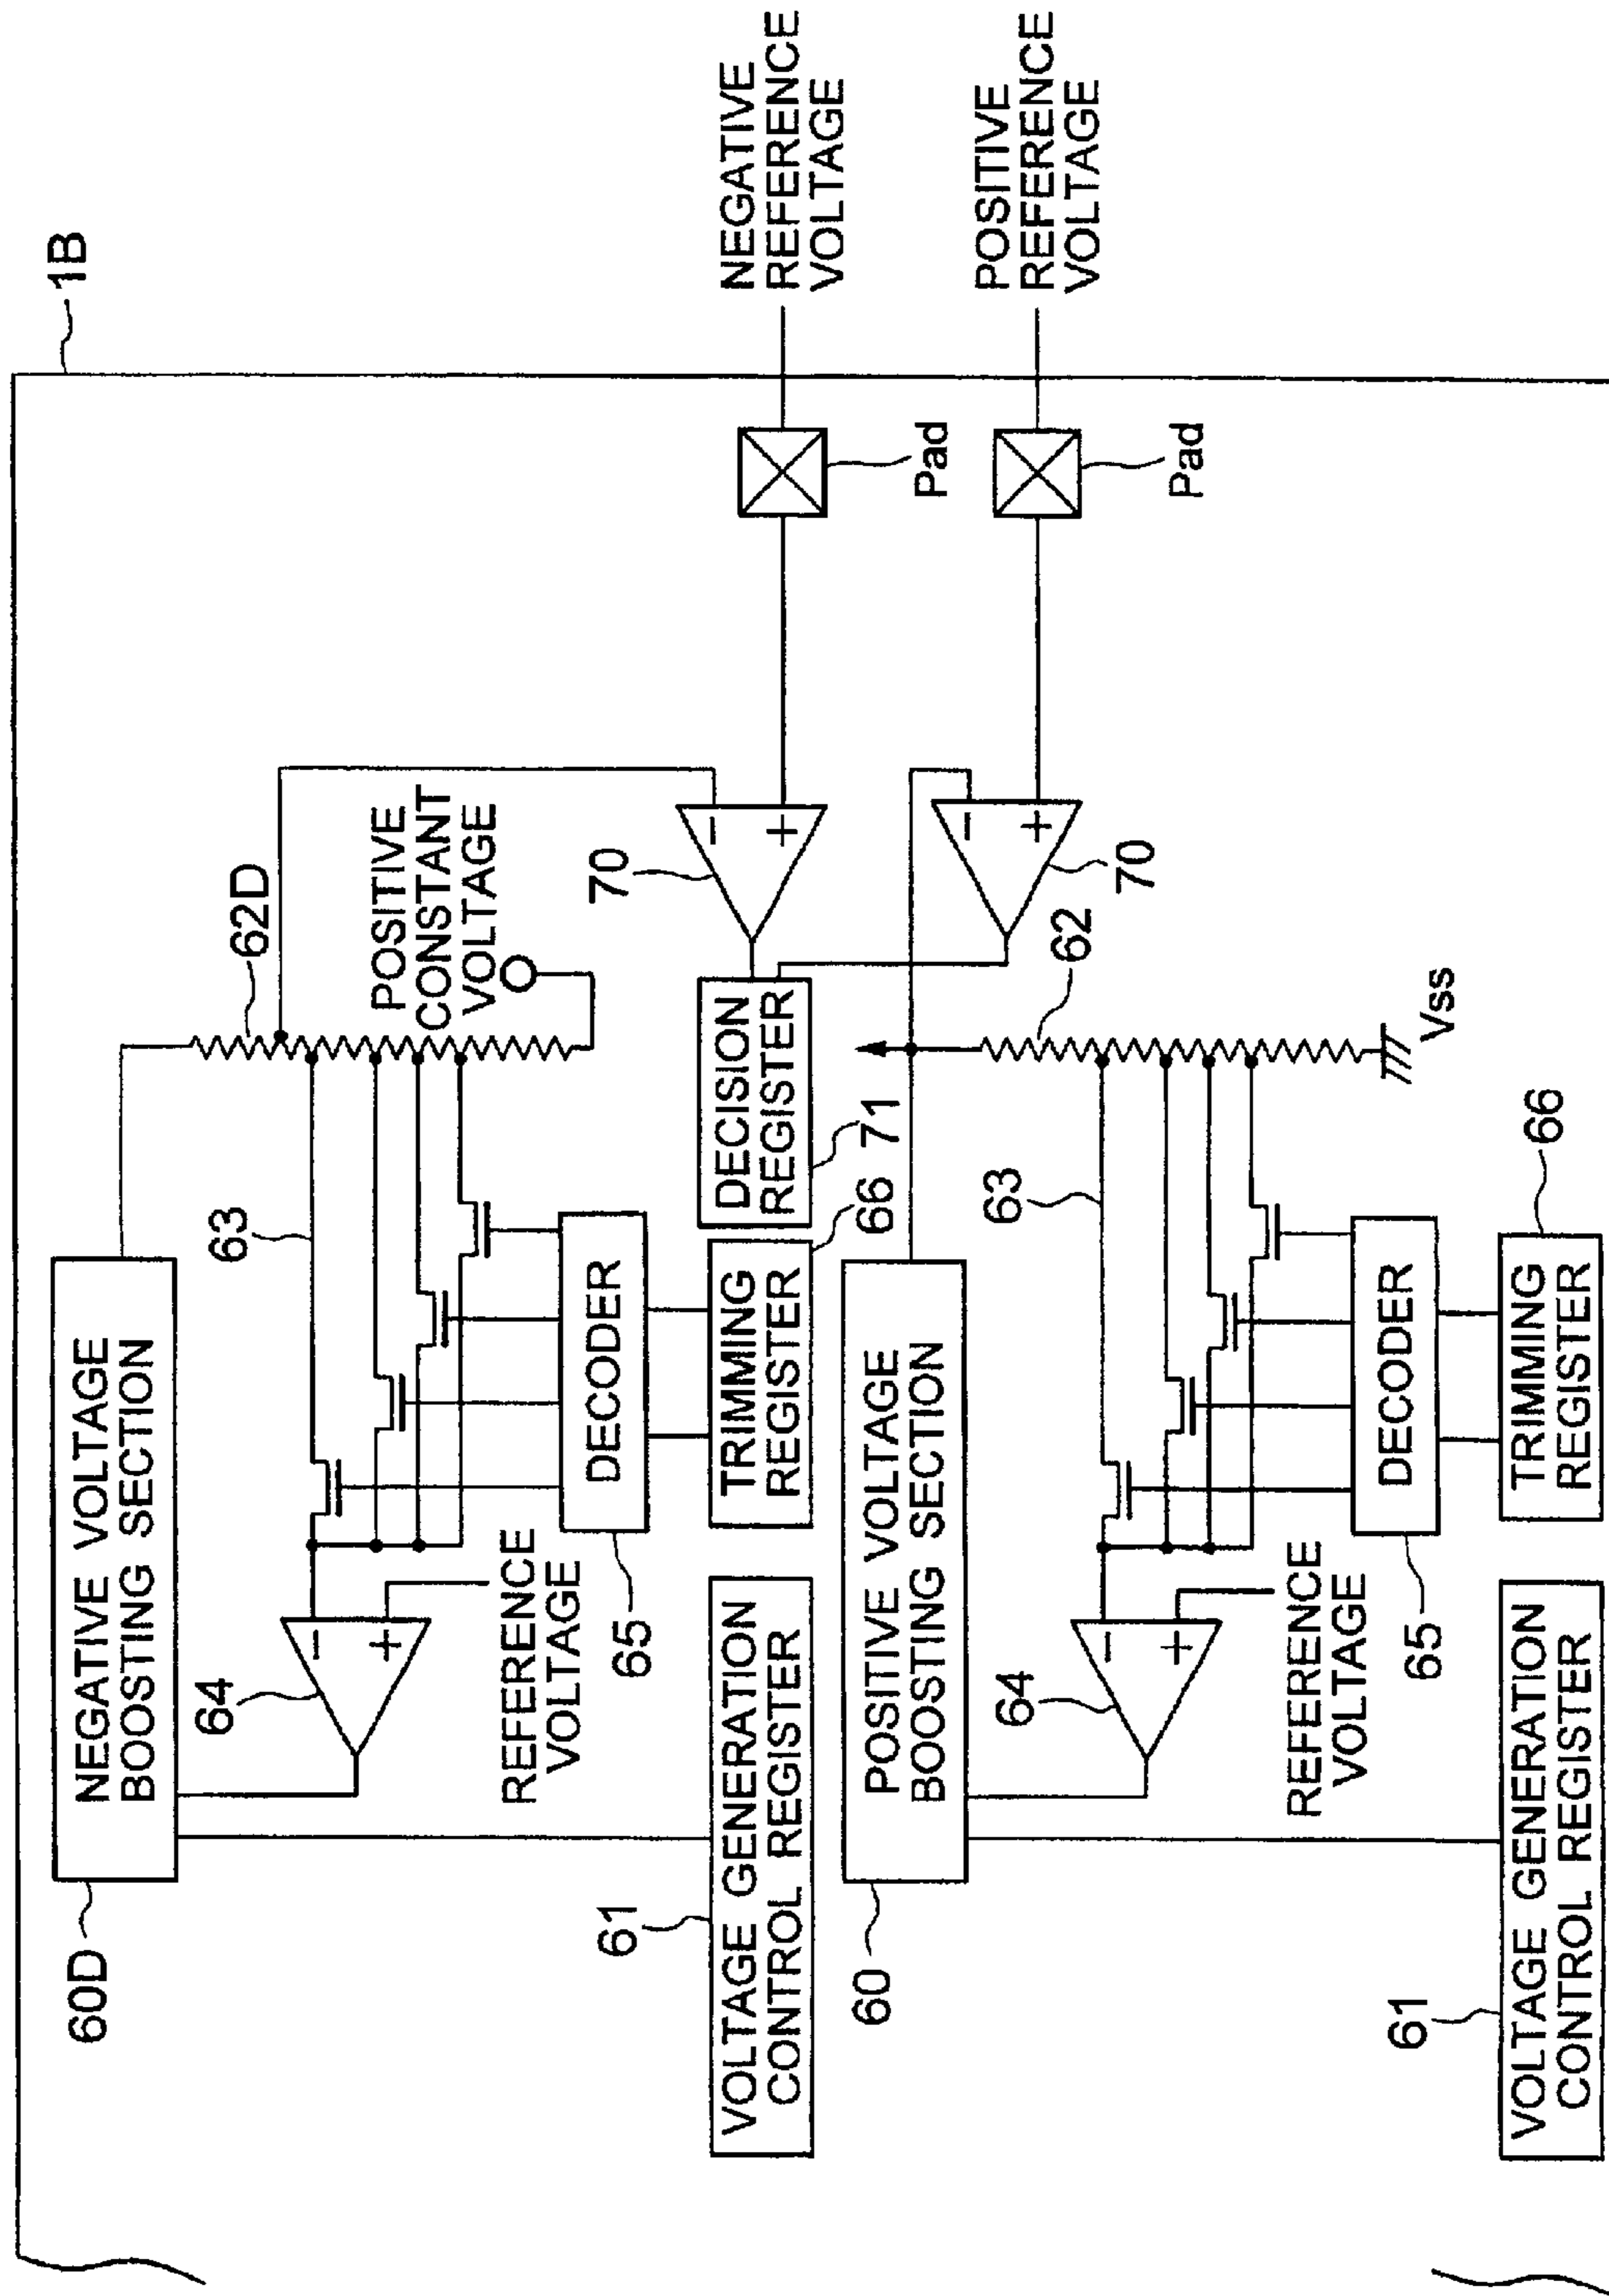 1B
NEGATIVE
REFERENCE
VOLTAGE
POSITIVE
REFERENCE
VOLTAGE
Pad
Pad
62D
POSITIVE
CONSTANT
VOLTAGE
70
70
62
Vss
DECISION
REGISTER
71
NEGATIVE VOLTAGE
BOOSTING SECTION
60D
63
64
−
+
−
+
−
+
−
+
REFERENCE
VOLTAGE
DECODER
65
TRIMMING
REGISTER
66
VOLTAGE GENERATION
CONTROL REGISTER
61
POSITIVE VOLTAGE
BOOSTING SECTION
60
63
64
REFERENCE
VOLTAGE
DECODER
65
TRIMMING
REGISTER
66
VOLTAGE GENERATION
CONTROL REGISTER
61